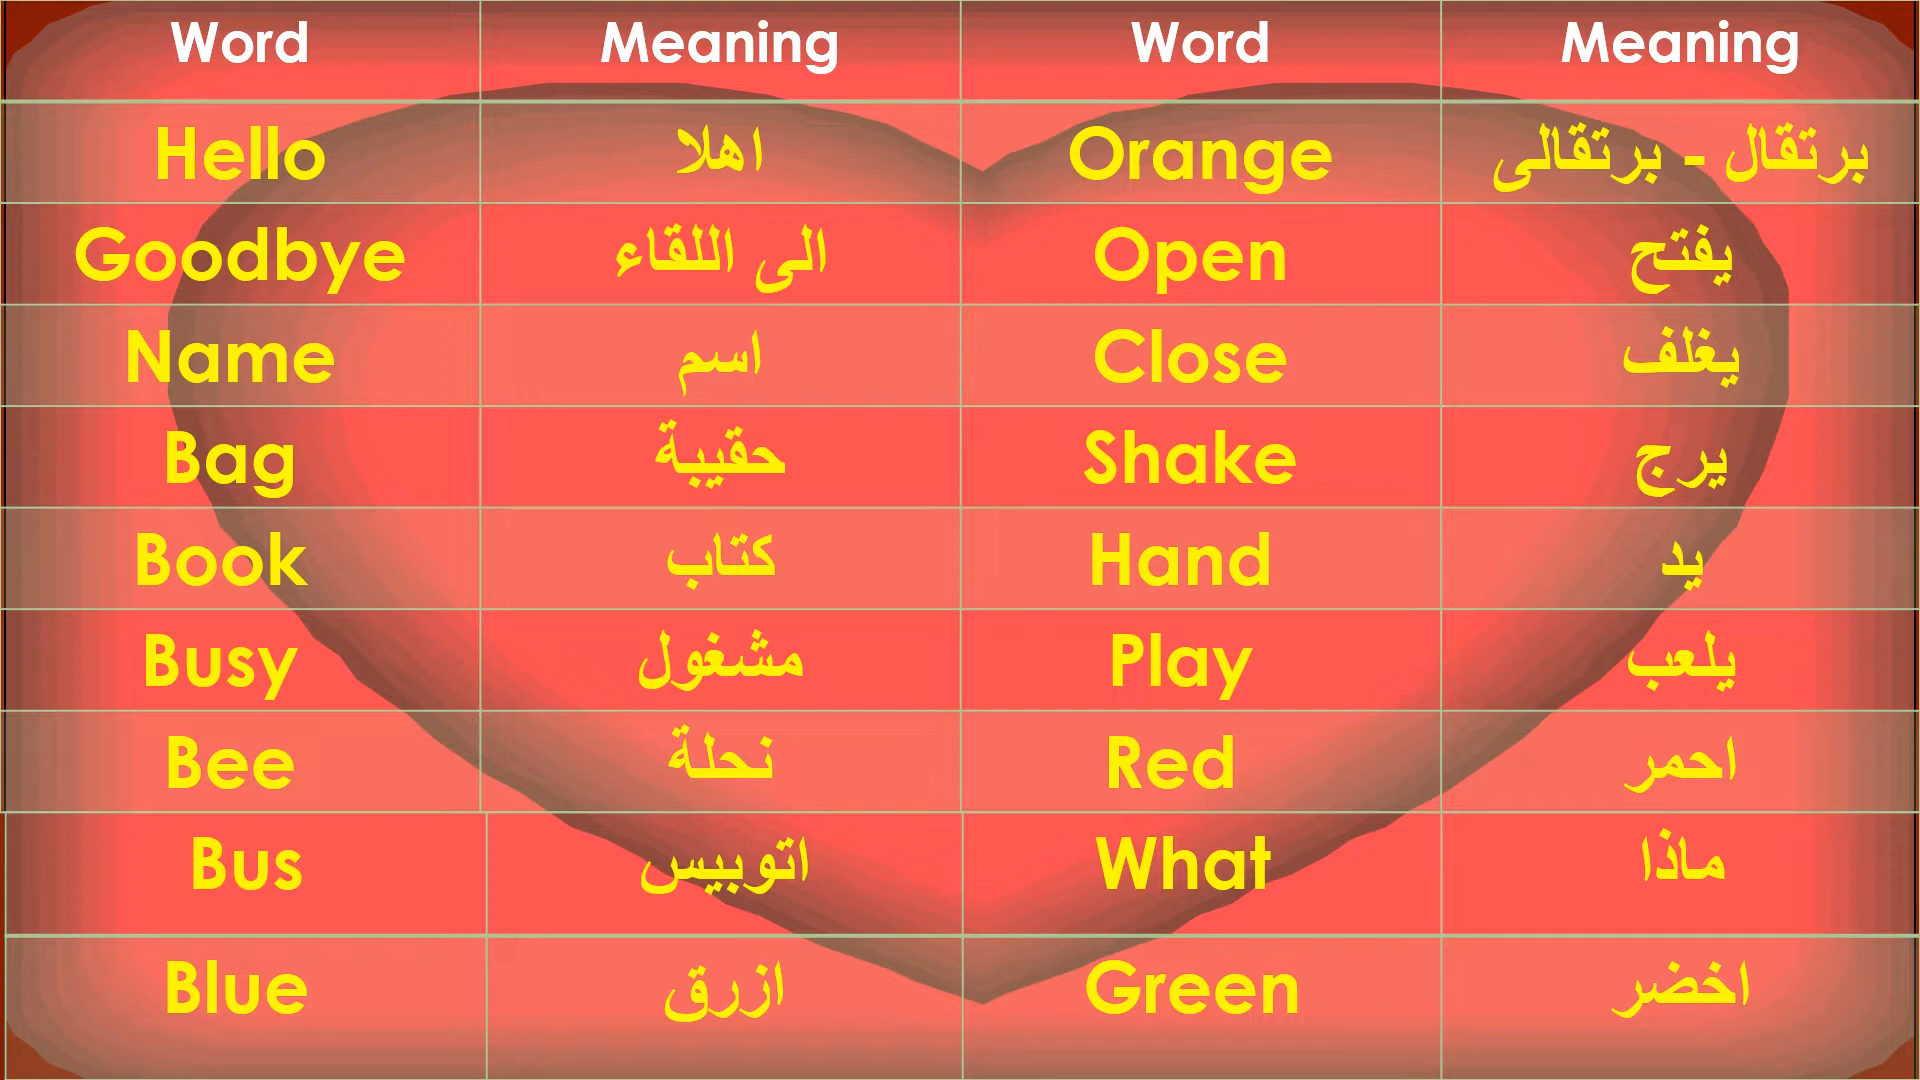 Word Meaning Word Meaning
Hello اهلا Orange برتقال - برتقالى
Goodbye الى اللقاء Open يفتح
Name اسم Close يغلف
Bag حقيبة Shake يرج
Book كتاب Hand يد
Busy مشغول Play يلعب
Bee نحلة Red احمر
Bus اتوبيس What ماذا
Blue ازرق Green اخضر